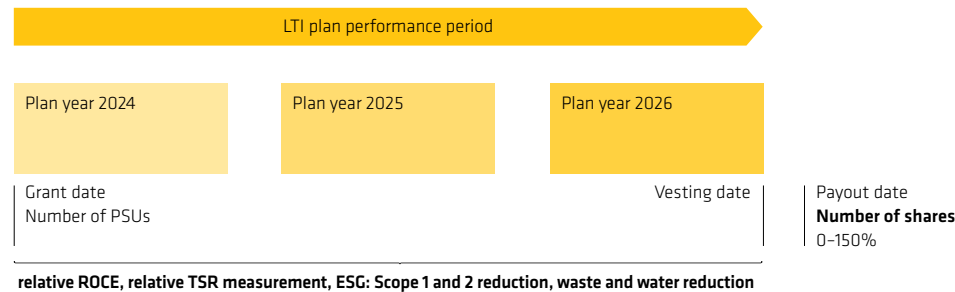 LTI plan performance period
Plan year 2024
Plan year 2025
Plan year 2026
Grant date
Number of PSUs
Vesting date
Payout date
Number of shares
0–150%
relative ROCE, relative TSR measurement, ESG: Scope 1 and 2 reduction, waste and water reduction